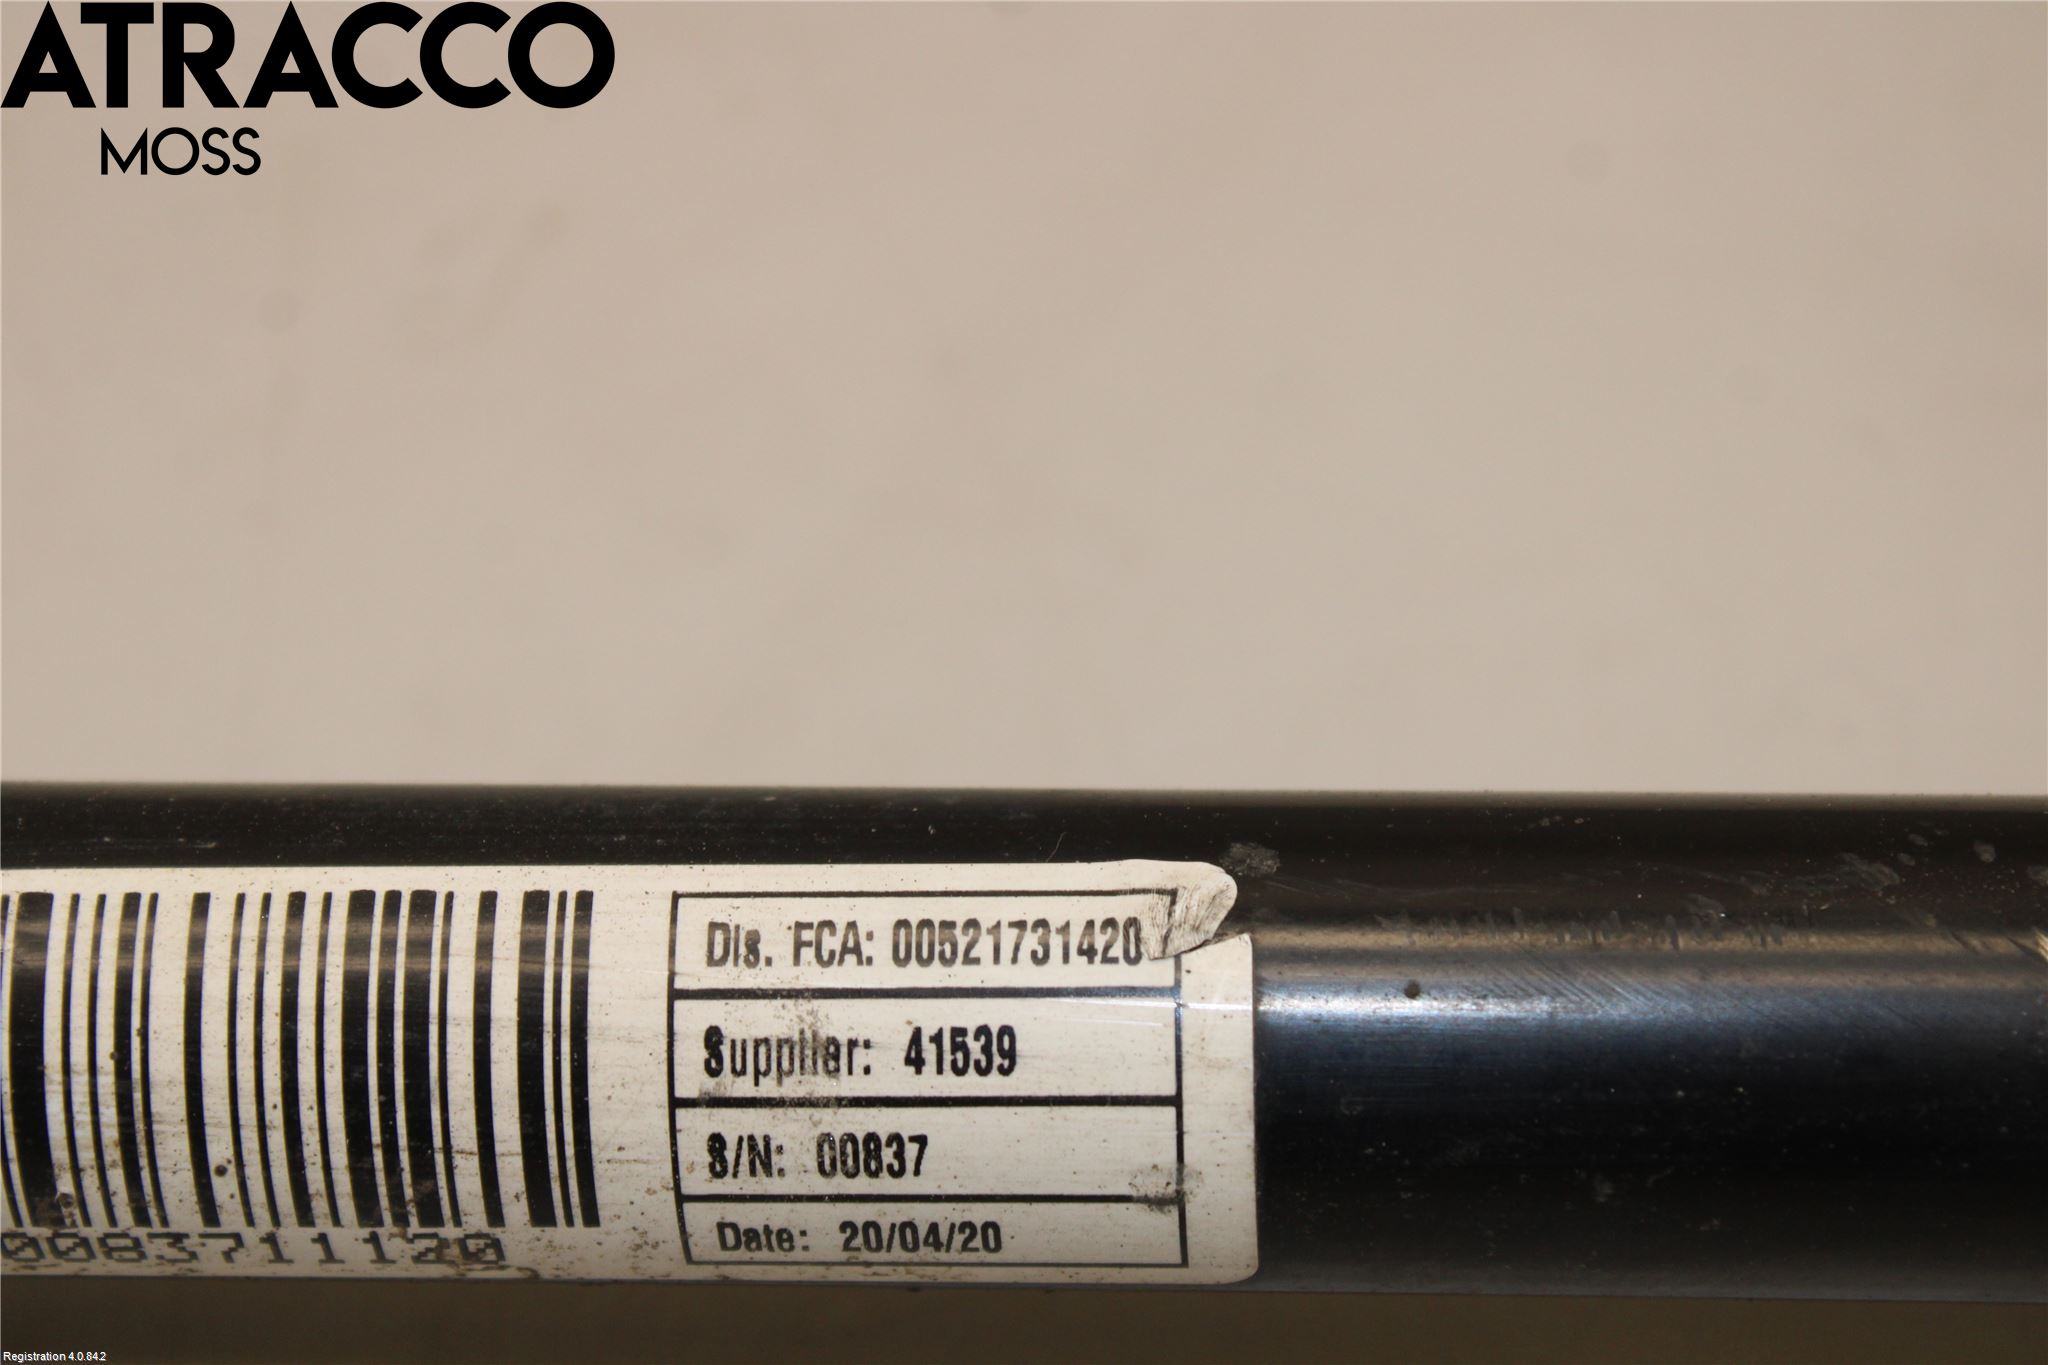 ATRACCO
MOSS
Dis. FCA: 00521731420
Supplier: 41539
S/N: 00837
Date: 20/04/20
0083711120
Registration 4.0.84.2